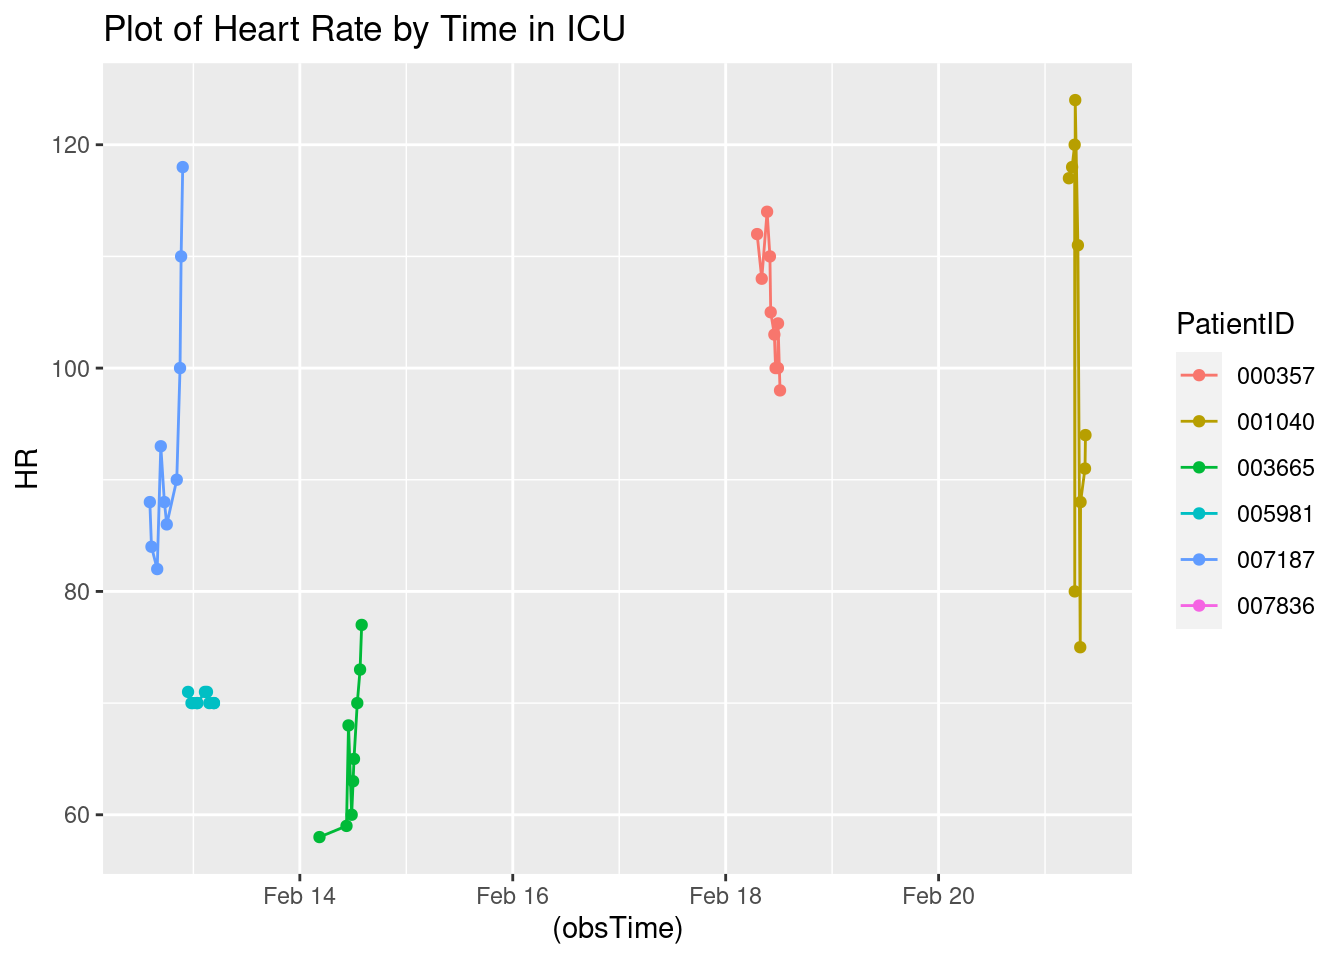 Plot of Heart Rate by Time in ICU
120
100
80
60
HR
Feb 14
Feb 16
Feb 18
Feb 20
(obsTime)
PatientID
000357
001040
003665
005981
007187
007836